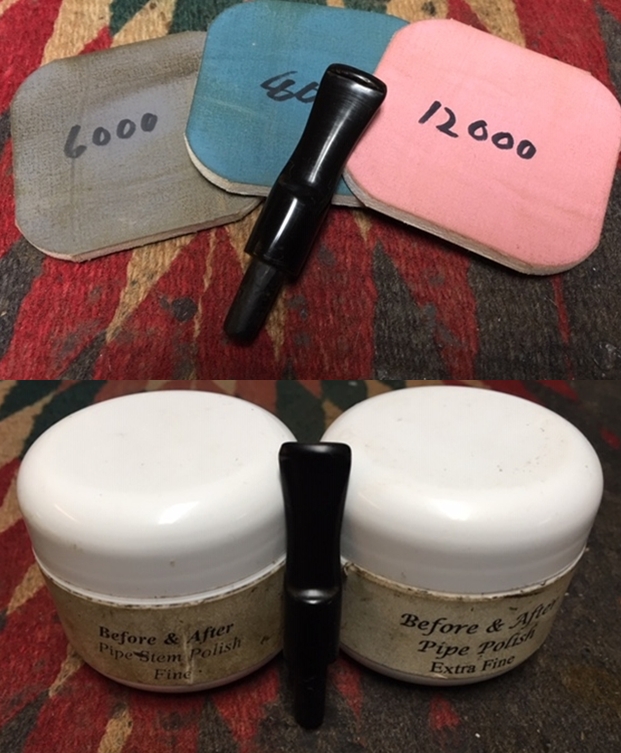 6000
12000
Before & After
Pipe Stem Polish
Fine
Before & After
Pipe Polish
Extra Fine